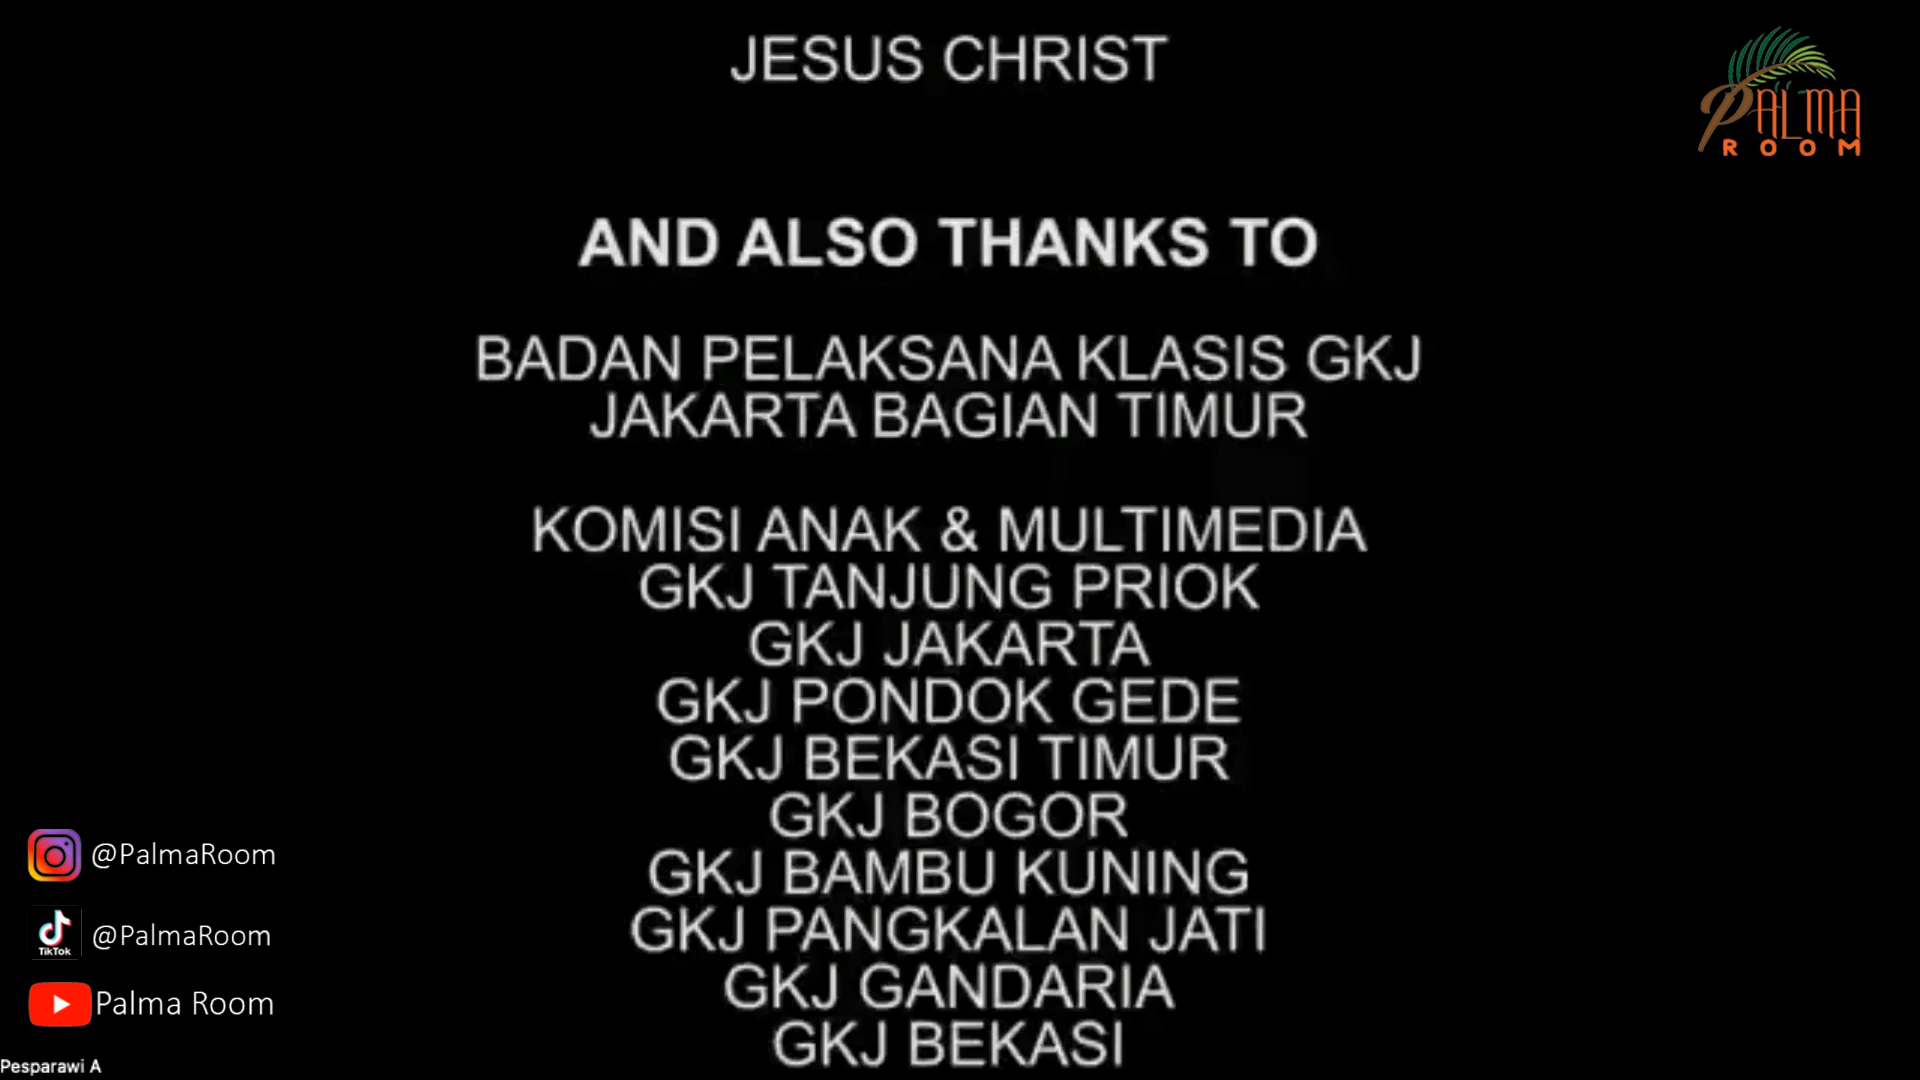 JESUS CHRIST
PALMA
ROOM
AND ALSO THANKS TO
BADAN PELAKSANA KLASIS GKJ
JAKARTA BAGIAN TIMUR
KOMISI ANAK & MULTIMEDIA
GKJ TANJUNG PRIOK
GKJ JAKARTA
GKJ PONDOK GEDE
GKJ BEKASI TIMUR
GKJ BOGOR
GKJ BAMBU KUNING
GKJ PANGKALAN JATI
GKJ GANDARIA
GKJ BEKASI
@PalmaRoom
TikTok
@PalmaRoom
Palma Room
Pesparawi A